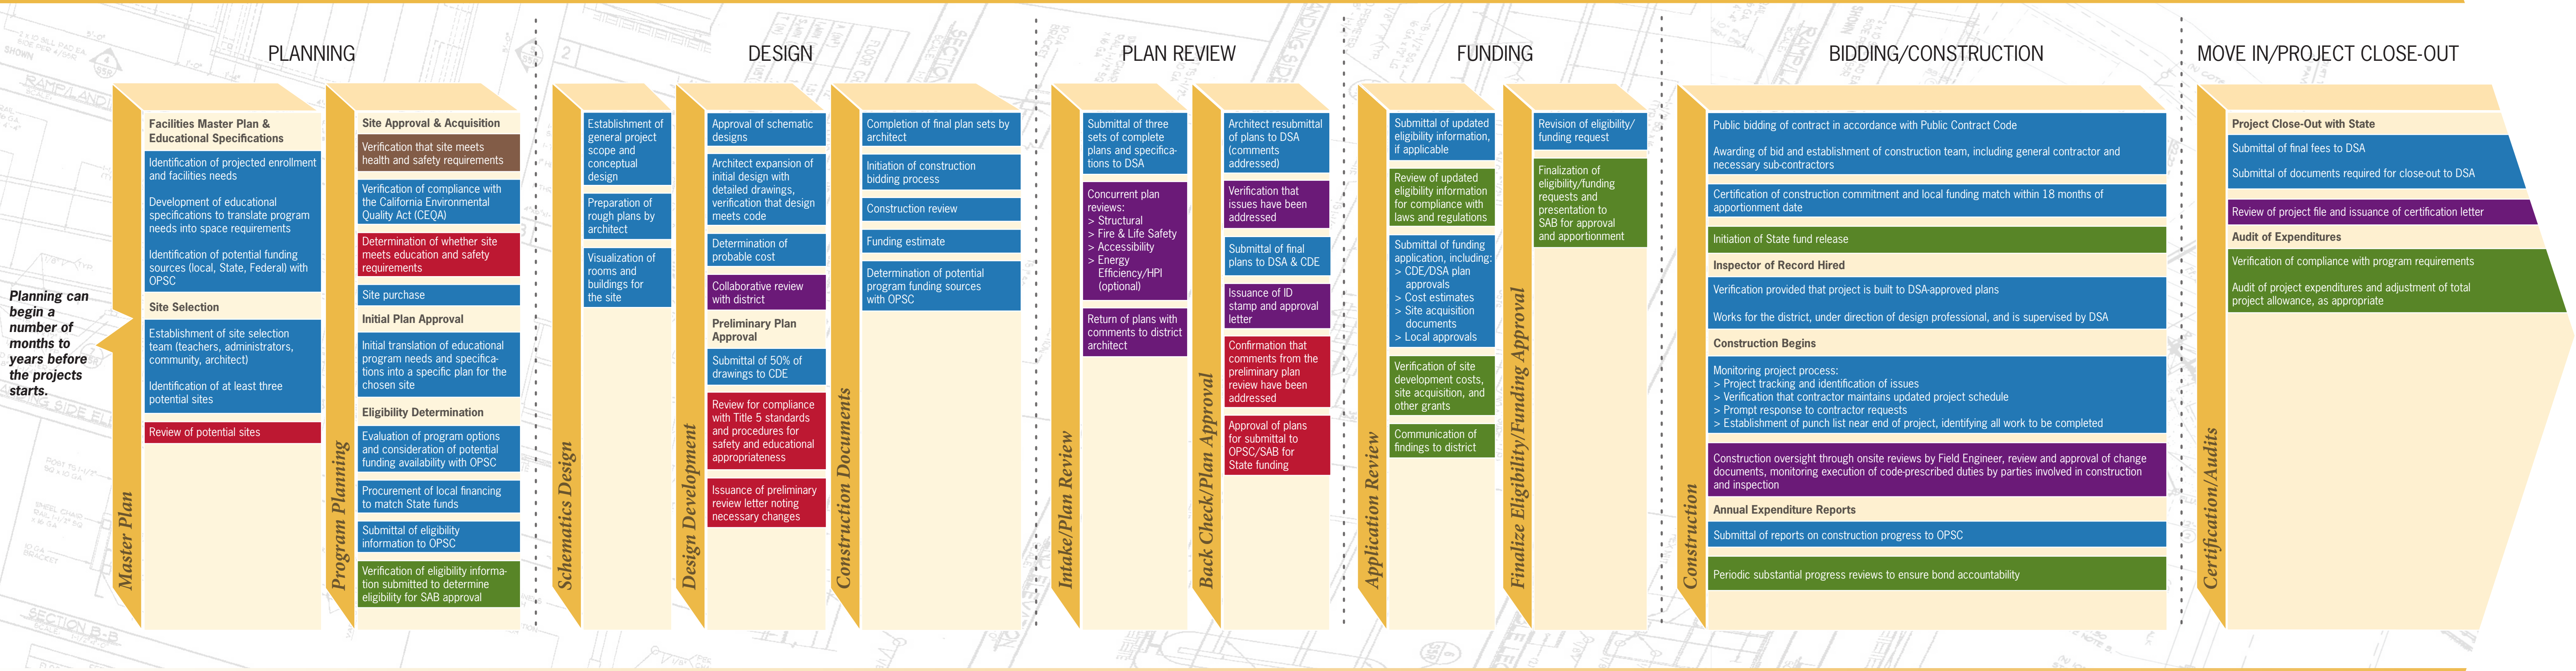 PLANNING
DESIGN
PLAN REVIEW
FUNDING
BIDDING/CONSTRUCTION
MOVE IN/PROJECT CLOSE-OUT
Planning can
begin a
number of
months to
years before
the projects
starts.
Master Plan
Facilities Master Plan &
Educational Specifications
Identification of projected enrollment
and facilities needs
Development of educational
specifications to translate program
needs into space requirements
Identification of potential funding
sources (local, State, Federal) with
OPSC
Site Selection
Establishment of site selection
team (teachers, administrators,
community, architect)
Identification of at least three
potential sites
Review of potential sites
Program Planning
Site Approval & Acquisition
Verification that site meets
health and safety requirements
Verification of compliance with
the California Environmental
Quality Act (CEQA)
Determination of whether site
meets education and safety
requirements
Site purchase
Initial Plan Approval
Initial translation of educational
program needs and specifica-
tions into a specific plan for the
chosen site
Eligibility Determination
Evaluation of program options
and consideration of potential
funding availability with OPSC
Procurement of local financing
to match State funds
Submittal of eligibility
information to OPSC
Verification of eligibility informa-
tion submitted to determine
eligibility for SAB approval
Schematics Design
Establishment of
general project
scope and
conceptual
design
Preparation of
rough plans by
architect
Visualization of
rooms and
buildings for
the site
Design Development
Approval of schematic
designs
Architect expansion of
initial design with
detailed drawings,
verification that design
meets code
Determination of
probable cost
Collaborative review
with district
Preliminary Plan
Approval
Submittal of 50% of
drawings to CDE
Review for compliance
with Title 5 standards
and procedures for
safety and educational
appropriateness
Issuance of preliminary
review letter noting
necessary changes
Construction Documents
Completion of final plan sets by
architect
Initiation of construction
bidding process
Construction review
Funding estimate
Determination of potential
program funding sources
with OPSC
Intake/Plan Review
Submittal of three
sets of complete
plans and specifica-
tions to DSA
Concurrent plan
reviews:
> Structural
> Fire & Life Safety
> Accessibility
> Energy
Efficiency/HPI
(optional)
Return of plans with
comments to district
architect
Back Check/Plan Approval
Architect resubmittal
of plans to DSA
(comments
addressed)
Verification that
issues have been
addressed
Submittal of final
plans to DSA & CDE
Issuance of ID
stamp and approval
letter
Confirmation that
comments from the
preliminary plan
review have been
addressed
Approval of plans
for submittal to
OPSC/SAB for
State funding
Application Review
Submittal of updated
eligibility information,
if applicable
Review of updated
eligibility information
for compliance with
laws and regulations
Submittal of funding
application, including:
> CDE/DSA plan
approvals
> Cost estimates
> Site acquisition
documents
> Local approvals
Verification of site
development costs,
site acquisition, and
other grants
Communication of
findings to district
Finalize Eligibility/Funding Approval
Revision of eligibility/
funding request
Finalization of
eligibility/funding
requests and
presentation to
SAB for approval
and apportionment
Construction
Public bidding of contract in accordance with Public Contract Code
Awarding of bid and establishment of construction team, including general contractor and
necessary sub-contractors
Certification of construction commitment and local funding match within 18 months of
apportionment date
Initiation of State fund release
Inspector of Record Hired
Verification provided that project is built to DSA-approved plans
Works for the district, under direction of design professional, and is supervised by DSA
Construction Begins
Monitoring project process:
> Project tracking and identification of issues
> Verification that contractor maintains updated project schedule
> Prompt response to contractor requests
> Establishment of punch list near end of project, identifying all work to be completed
Construction oversight through onsite reviews by Field Engineer, review and approval of change
documents, monitoring execution of code-prescribed duties by parties involved in construction
and inspection
Annual Expenditure Reports
Submittal of reports on construction progress to OPSC
Periodic substantial progress reviews to ensure bond accountability
Certification/Audits
Project Close-Out with State
Submittal of final fees to DSA
Submittal of documents required for close-out to DSA
Review of project file and issuance of certification letter
Audit of Expenditures
Verification of compliance with program requirements
Audit of project expenditures and adjustment of total
project allowance, as appropriate